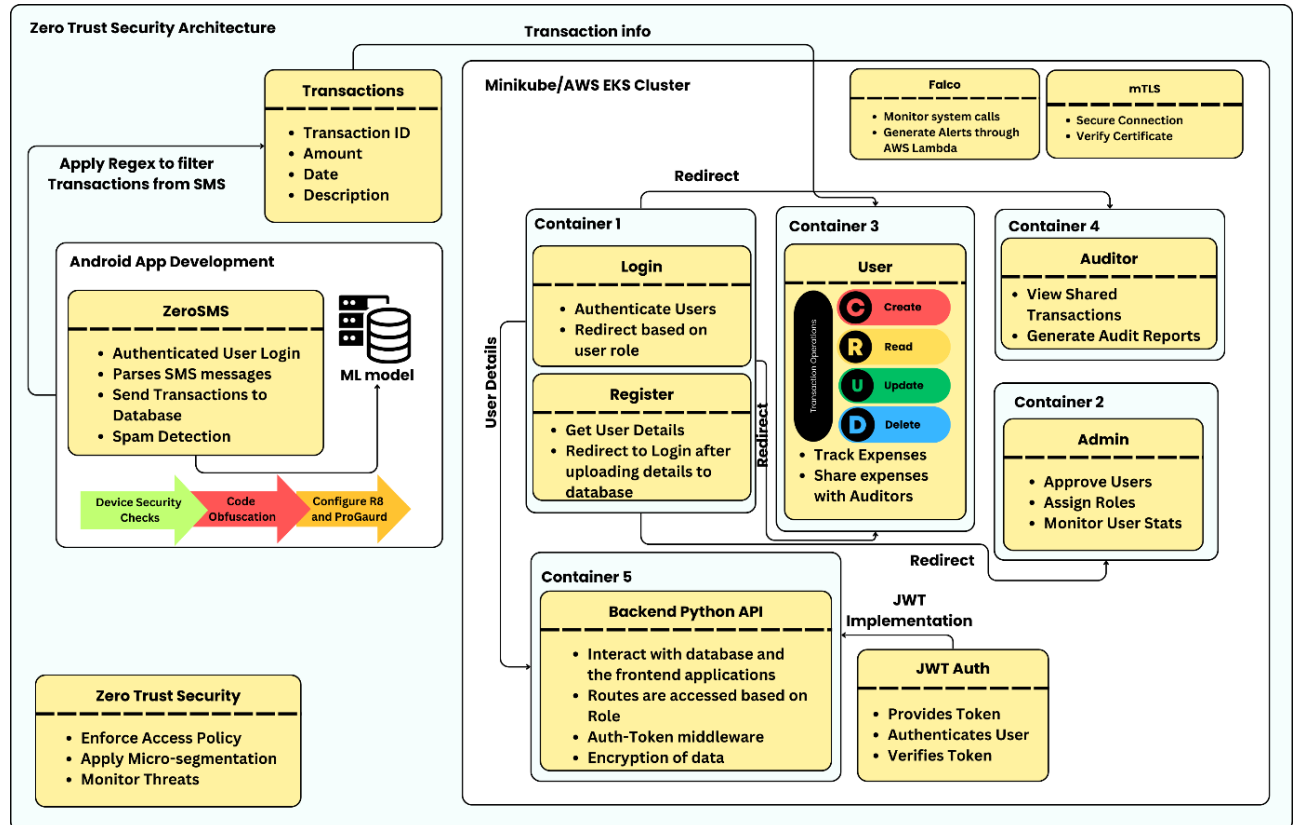 Zero Trust Security Architecture
Transaction info
Transactions
Transaction ID
Amount
Date
Description
Apply Regex to filter
Transactions from SMS
Android App Development
ZeroSMS
Authenticated User Login
Parses SMS messages
Send Transactions to
Database
Spam Detection
ML model
Device Security
Checks
Code
Obfuscation
Configure R8
and ProGaurd
Zero Trust Security
Enforce Access Policy
Apply Micro-segmentation
Monitor Threats
Minikube/AWS EKS Cluster
Falco
Monitor system calls
Generate Alerts through
AWS Lambda
mTLS
Secure Connection
Verify Certificate
Redirect
Container 1
Login
Authenticate Users
Redirect based on
user role
Register
Get User Details
Redirect to Login after
uploading details to
database
User Details
Redirect
Container 3
User
Transaction Operations
C Create
R Read
U Update
D Delete
Track Expenses
Share expenses
with Auditors
Container 4
Auditor
View Shared
Transactions
Generate Audit Reports
Container 2
Admin
Approve Users
Assign Roles
Monitor User Stats
Redirect
Container 5
Backend Python API
Interact with database and
the frontend applications
Routes are accessed based on
Role
Auth-Token middleware
Encryption of data
JWT
Implementation
JWT Auth
Provides Token
Authenticates User
Verifies Token